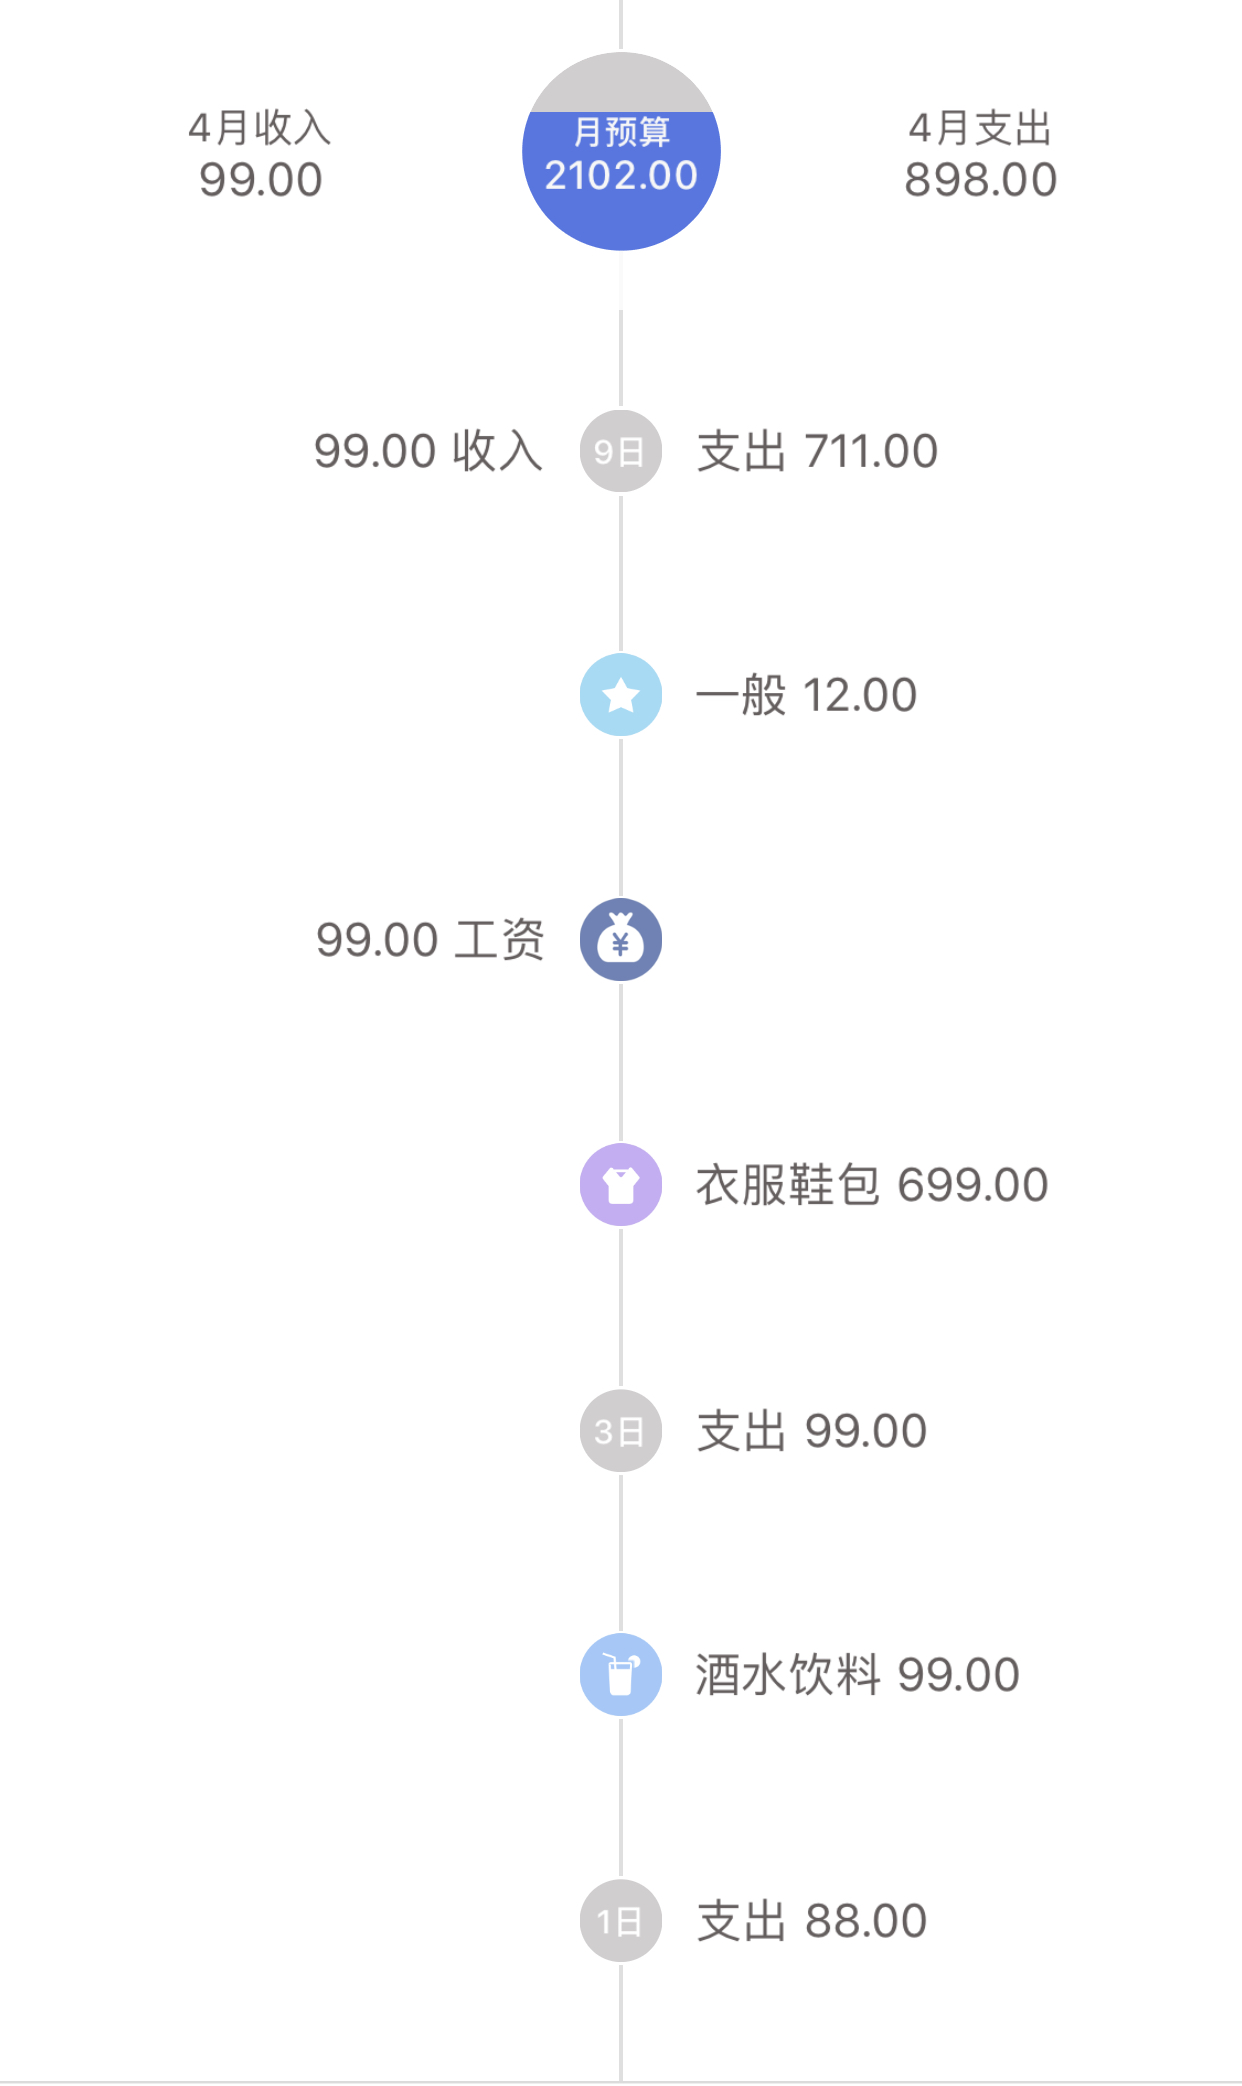 4月收入
99.00
月预算
2102.00
4月支出
898.00
99.00 收入 9日 支出 711.00
一般 12.00
99.00 工资 ¥
衣服鞋包 699.00
3日 支出 99.00
酒水饮料 99.00
1日 支出 88.00